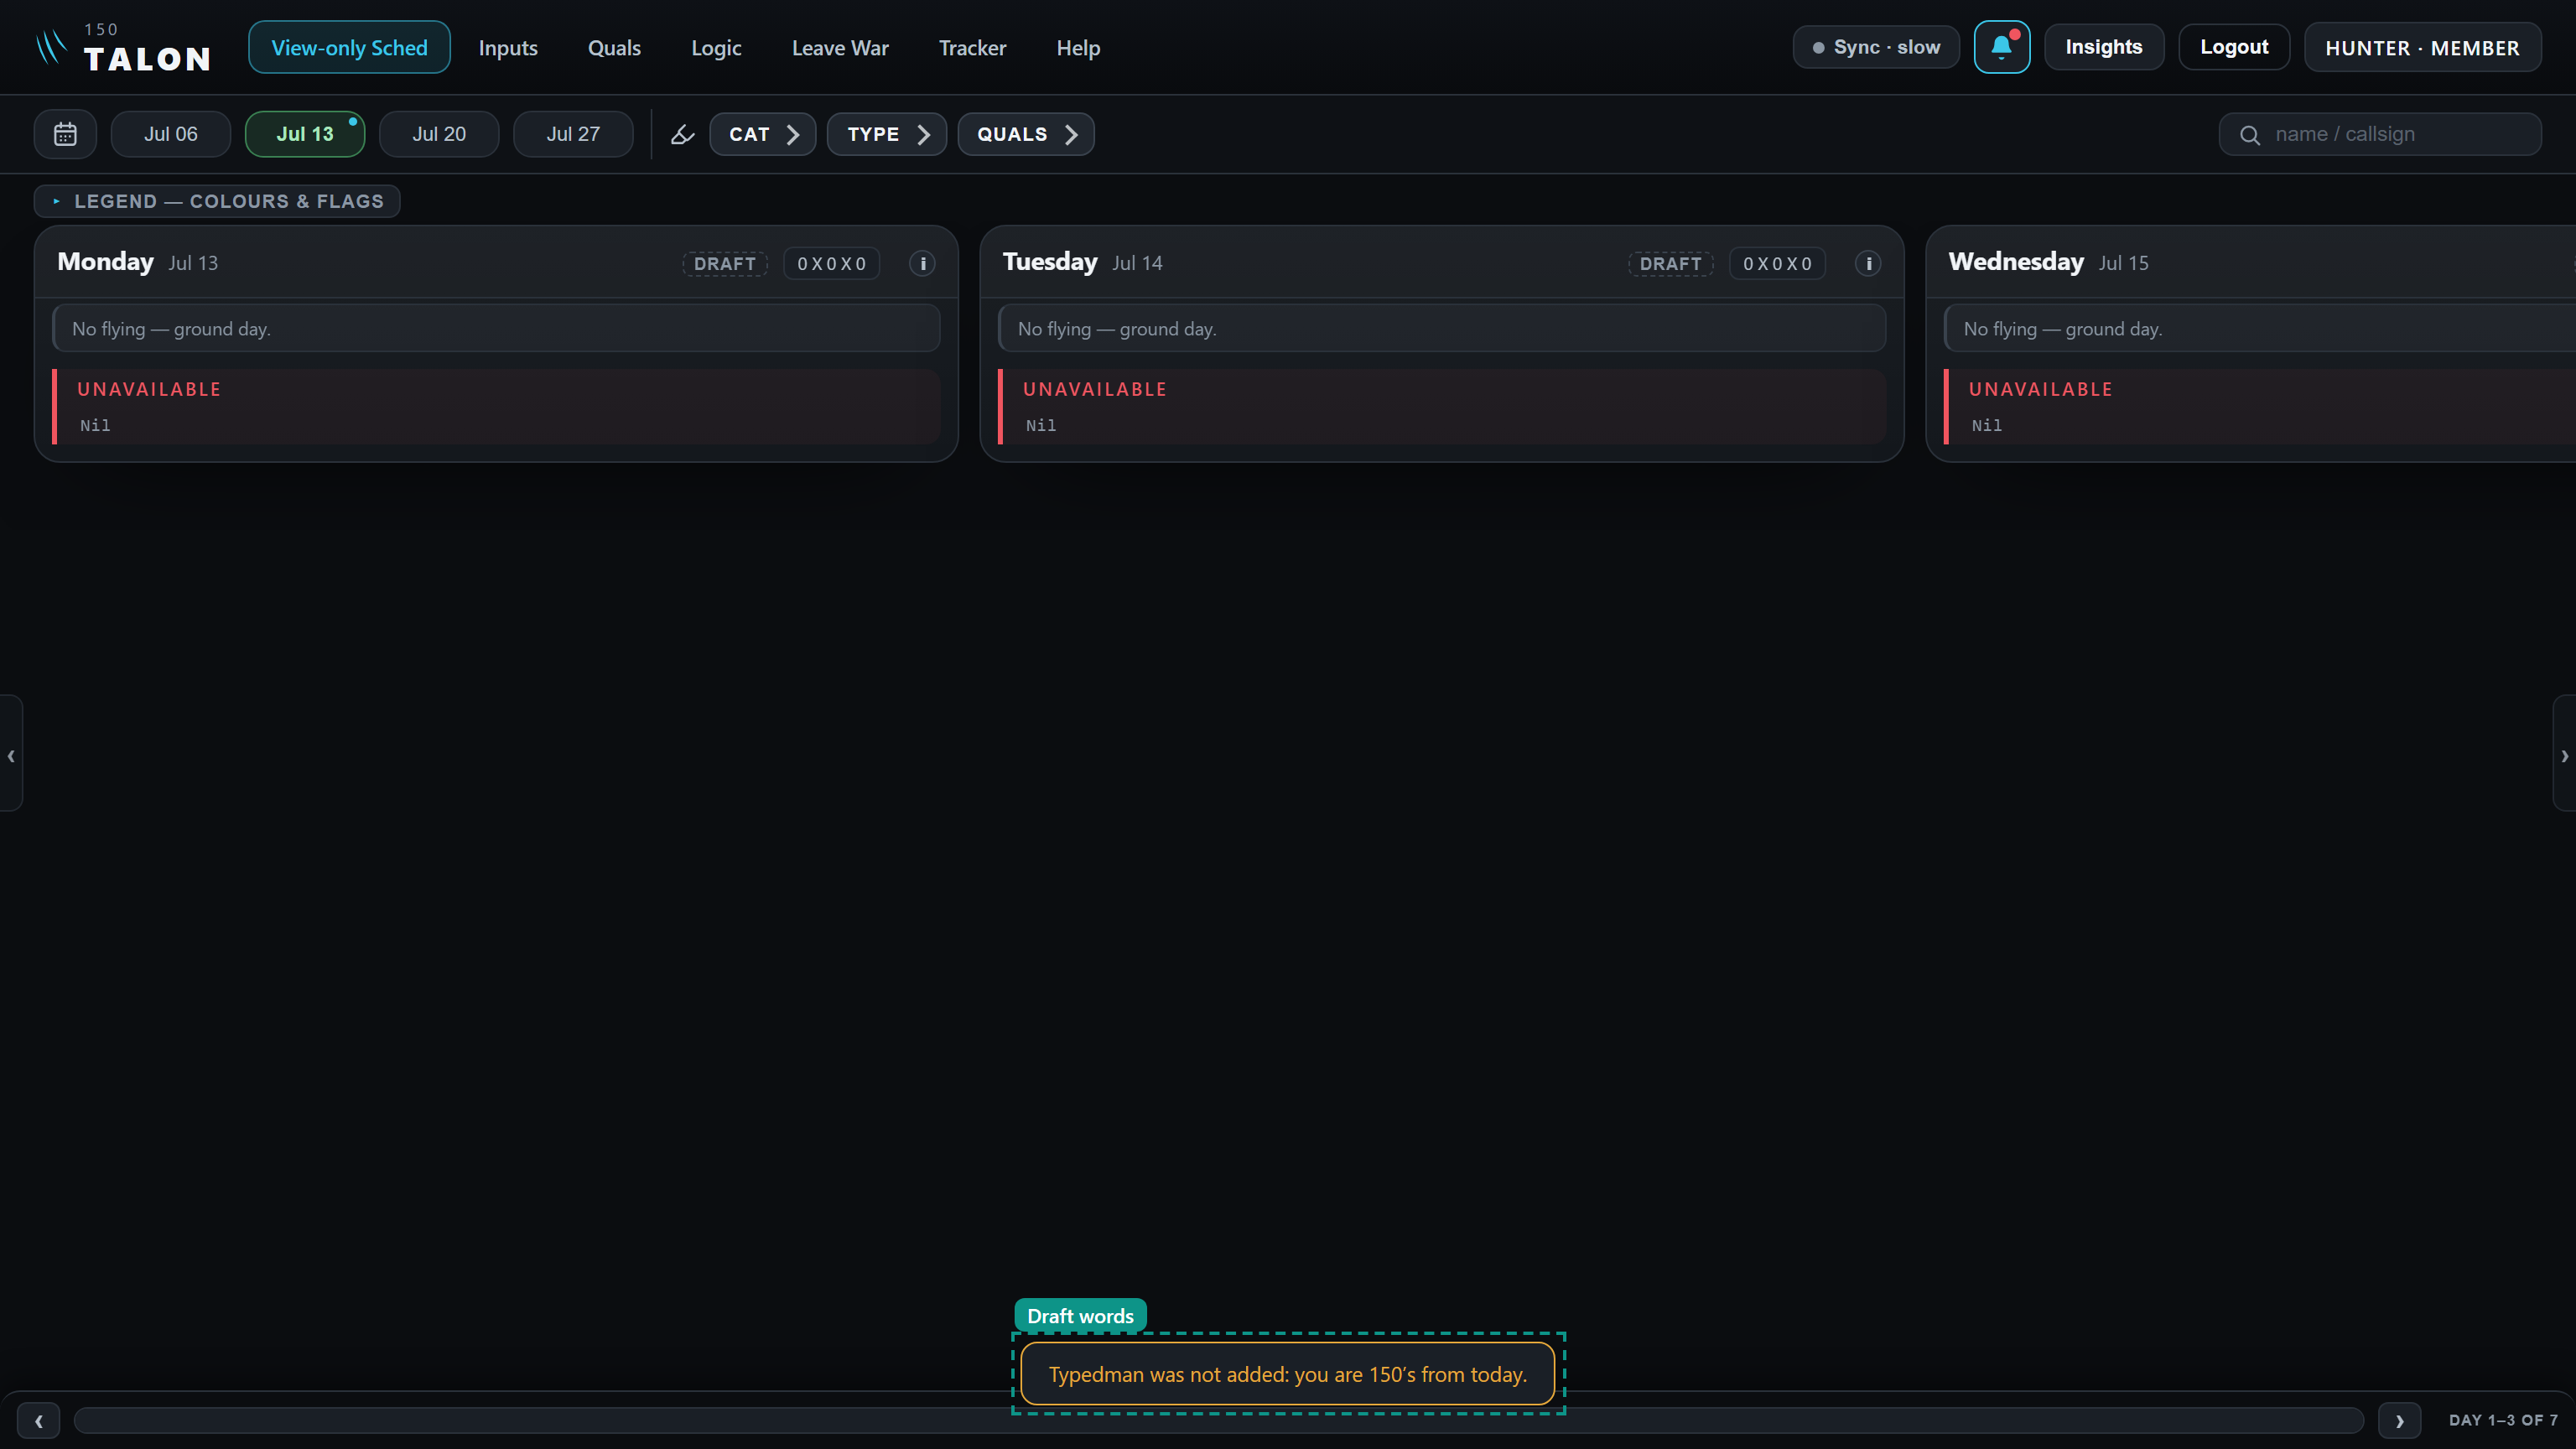 150
TALON
View-only Sched
Inputs
Quals
Logic
Leave War
Tracker
Help
Sync · slow
Insights
Logout
HUNTER · MEMBER
Jul 06
Jul 13
Jul 20
Jul 27
CAT
TYPE
QUALS
name / callsign
LEGEND — COLOURS & FLAGS
Monday Jul 13
DRAFT
0X0X0
i
No flying — ground day.
UNAVAILABLE
Nil
Tuesday Jul 14
DRAFT
0X0X0
i
No flying — ground day.
UNAVAILABLE
Nil
Wednesday Jul 15
No flying — ground day.
UNAVAILABLE
Nil
Draft words
Typedman was not added: you are 150's from today.
DAY 1–3 OF 7